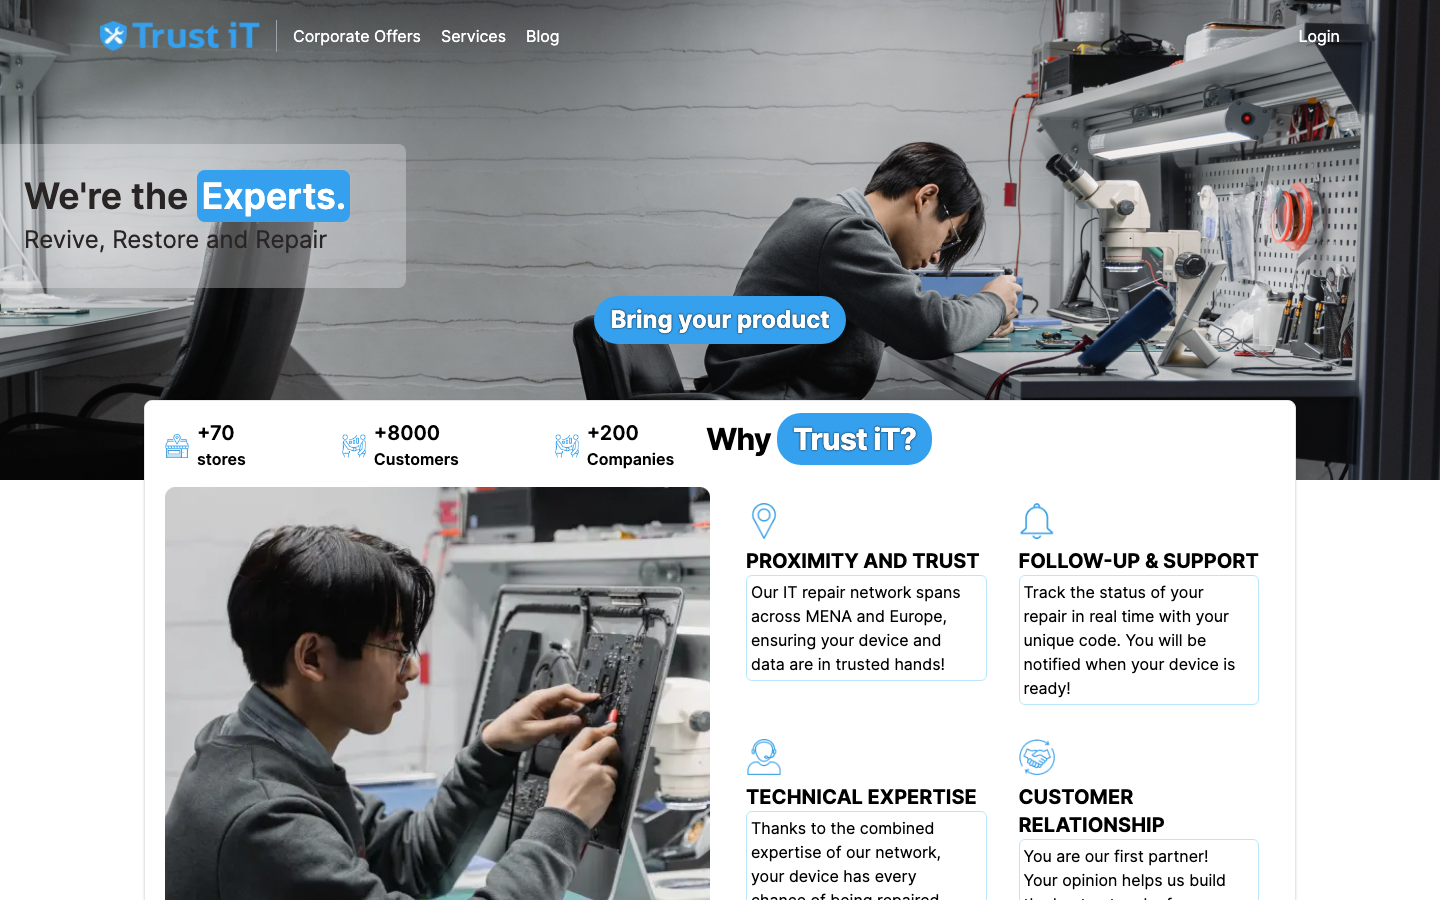 Trust iT
Corporate Offers
Services
Blog
Login
We're the Experts.
Revive, Restore and Repair
Bring your product
+70
stores
+8000
Customers
+200
Companies
Why Trust iT?
PROXIMITY AND TRUST
Our IT repair network spans
across MENA and Europe,
ensuring your device and
data are in trusted hands!
FOLLOW-UP & SUPPORT
Track the status of your
repair in real time with your
unique code. You will be
notified when your device is
ready!
TECHNICAL EXPERTISE
Thanks to the combined
expertise of our network,
your device has every
chance of being repaired
CUSTOMER
RELATIONSHIP
You are our first partner!
Your opinion helps us build